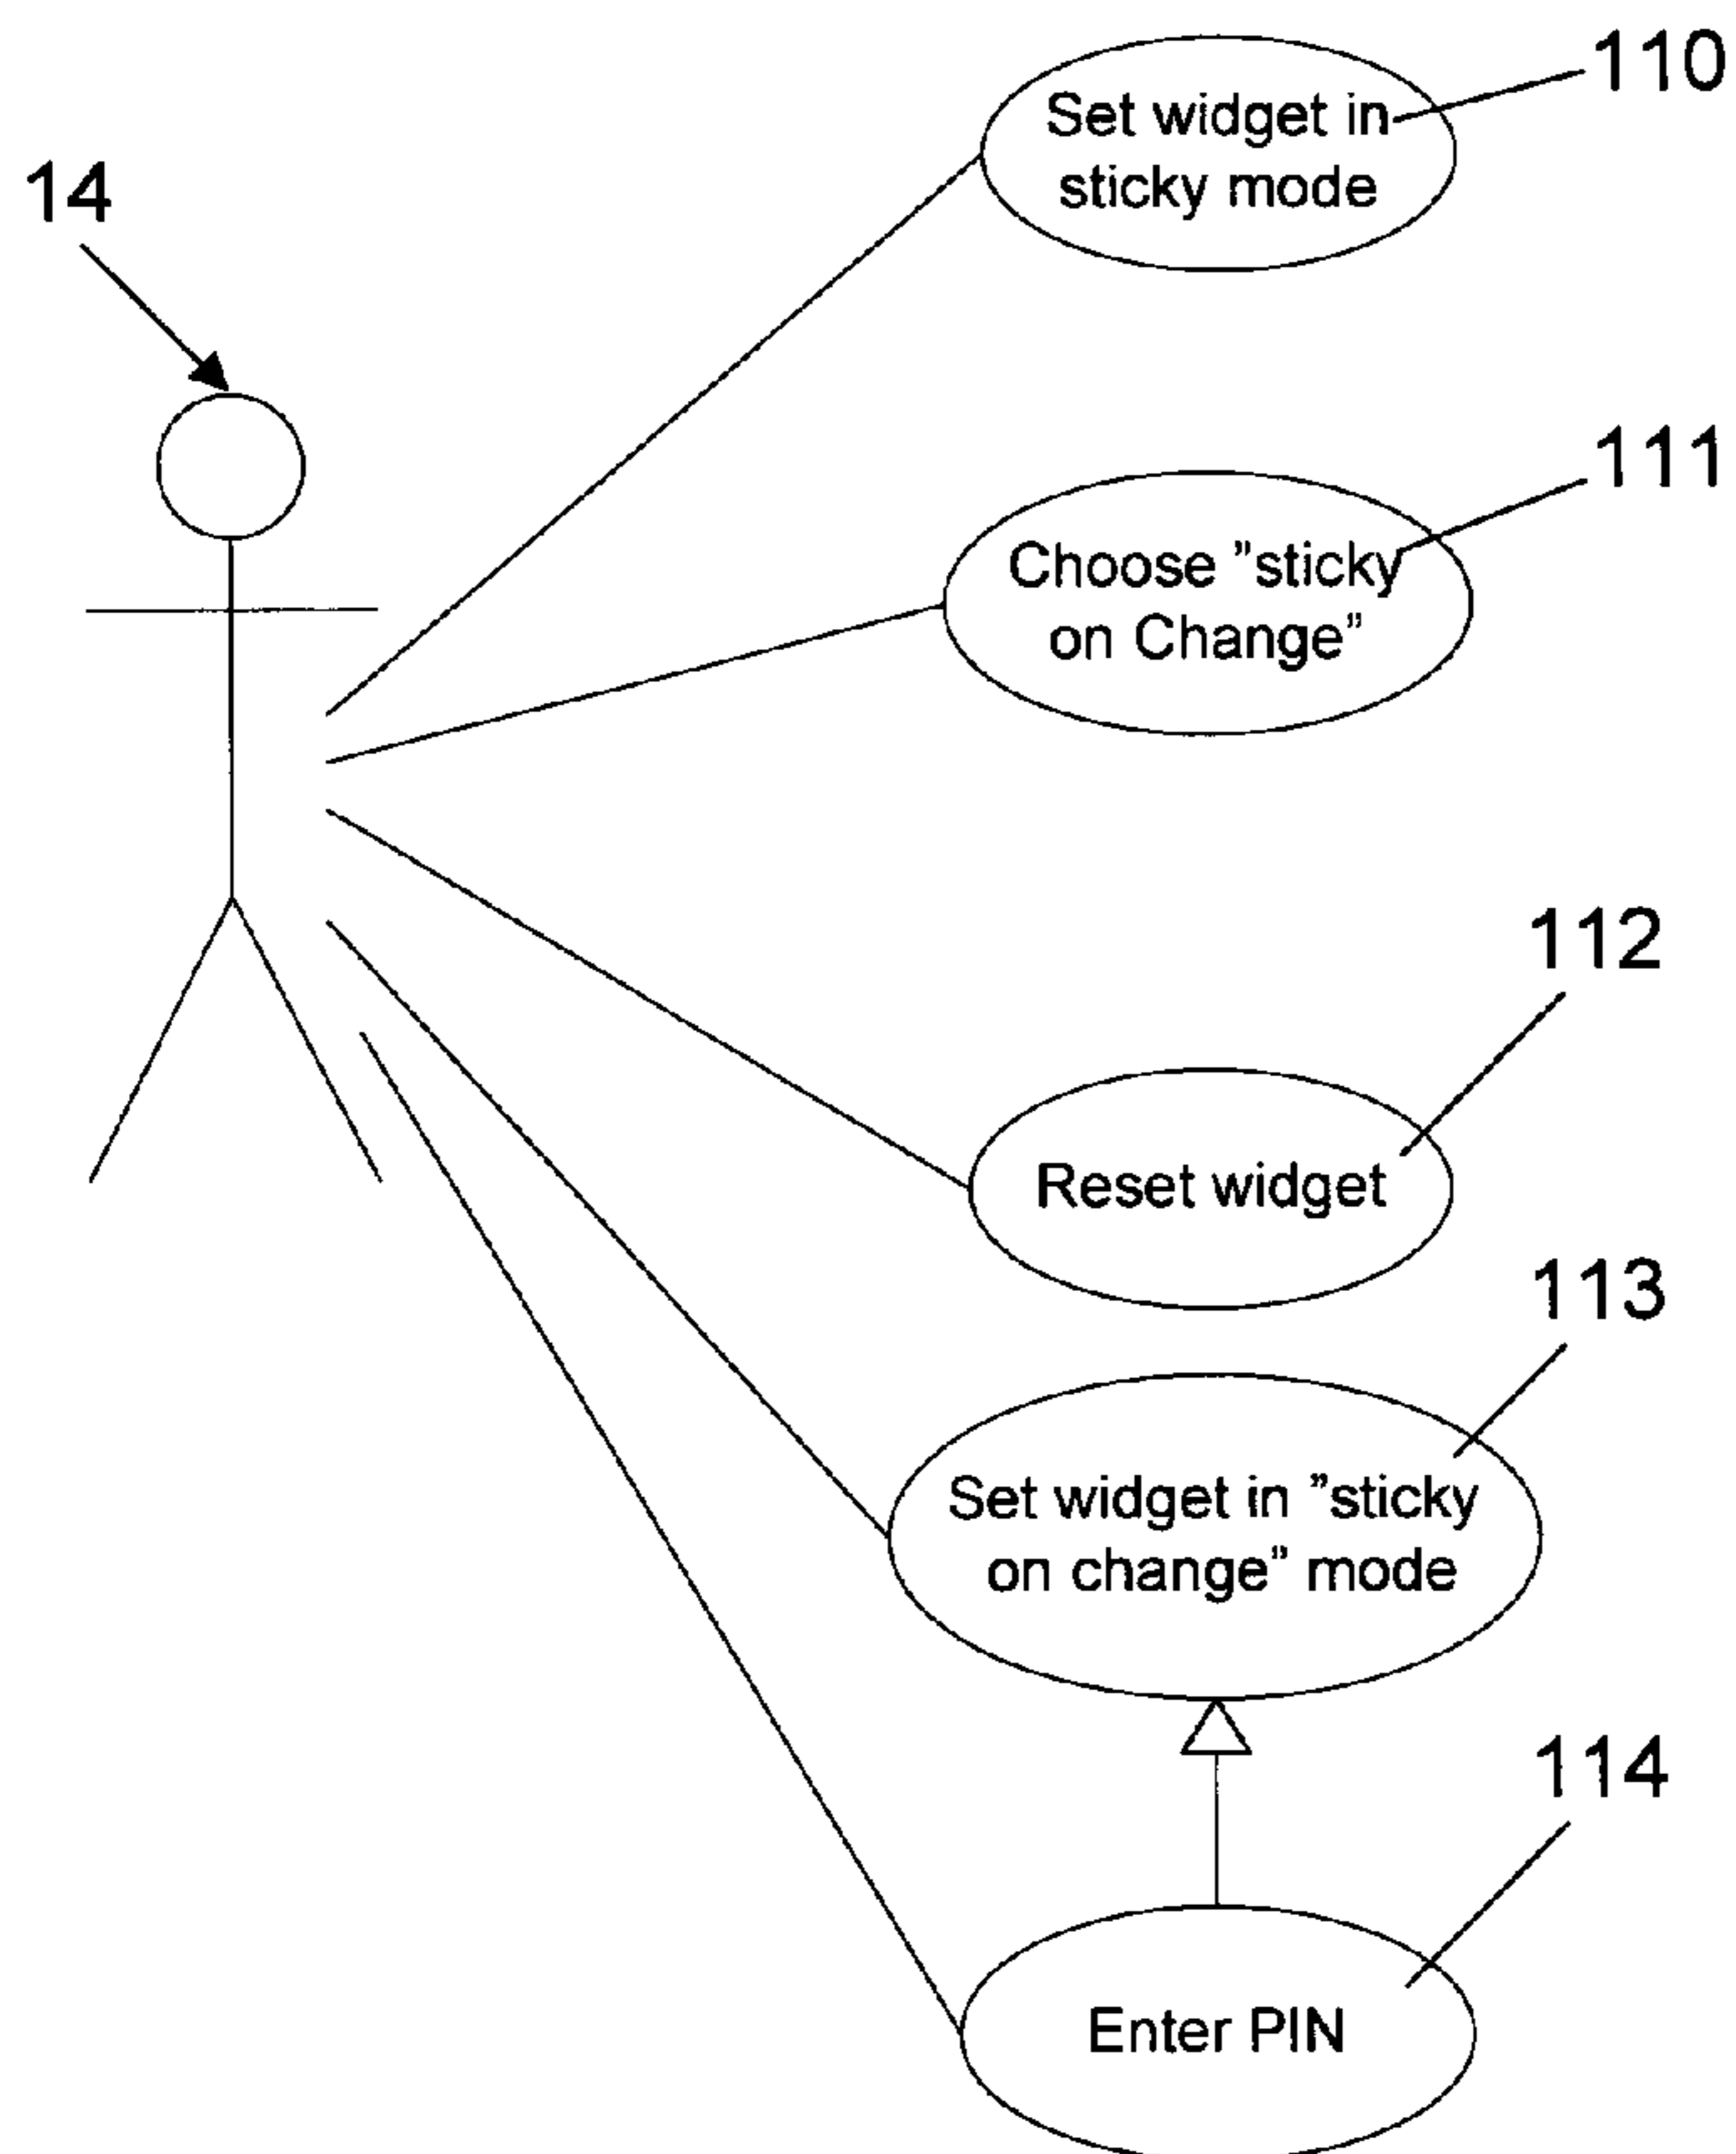 110
Set widget in
sticky mode
14
111
Choose ”sticky
on Change”
112
Reset widget
113
Set widget in ”sticky
on change” mode
114
Enter PIN